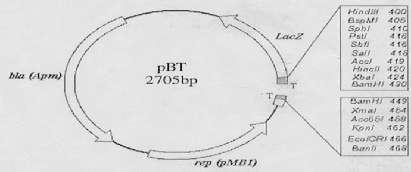 HindIII 400
BspMI 405
SphI 410
PstI 416
SbfI 416
SalI 418
AccI 419
HincII 420
XbaI 424
BamHI 430
LacZ
pBT
2705bp
bla (Apm)
T
T
BamHI 449
XmaI 454
Acc65I 458
KpnI 462
Ecol CRI 466
BanII 468
rep (pMB1)